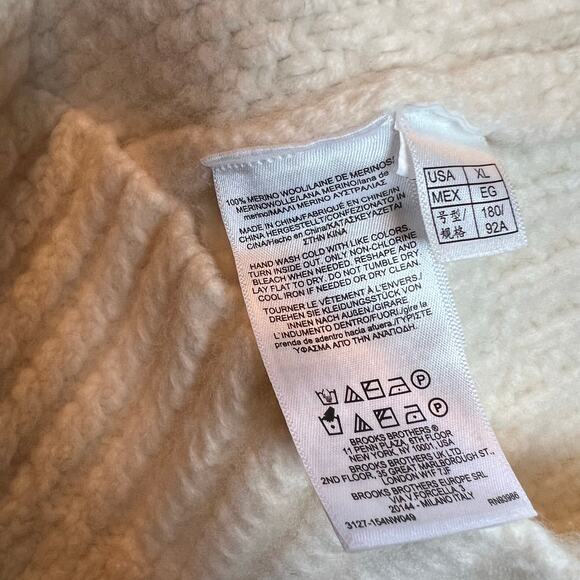 100% MERINO WOOL/LAINE DE MERINOS/
MERINOWOLLE/LANA MERINO/lana de
merino/ΜΑΛΛΙ ΜΕΡΙΝΟ ΑΥΣΤΡΑΛΙΑΣ
MADE IN CHINA/FABRIQUÉ EN CHINE/IN
CHINA HERGESTELLT/CONFEZIONATO IN
CINA/Hecho en China/ΚΑΤΑΣΚΕΥΑΖΕΤΑΙ
ΣΤΗΝ ΚΙΝΑ
HAND WASH COLD WITH LIKE COLORS.
TURN INSIDE OUT. ONLY NON-CHLORINE
BLEACH WHEN NEEDED. RESHAPE AND
LAY FLAT TO DRY. DO NOT TUMBLE DRY.
COOL IRON IF NEEDED OR DRY CLEAN.
TOURNER LE VÊTEMENT À L'ENVERS./
DREHEN SIE KLEIDUNGSSTÜCK VON
INNEN NACH AUßEN./GIRARE
L'INDUMENTO DENTRO/FUORI./gire la
prenda de adentro hacia afuera./ΓΥΡΙΣΤΕ
ΥΦΑΣΜΑ ΑΠΟ ΤΗΝ ΑΝΑΠΟΔΗ.
P
P
BROOKS BROTHERS ®
11 PENN PLAZA, 6TH FLOOR
NEW YORK, NY 10001, USA
BROOKS BROTHERS UK LTD.
2ND FLOOR, 35 GREAT MARLBOROUGH ST.,
LONDON W1F 7JF
BROOKS BROTHERS EUROPE SRL
VIA V.FORCELLA, 3
20144 - MILANO ITALY
3127-154NW049 RN93986
USA XL
MEX EG
号型/ 180/
规格 92A